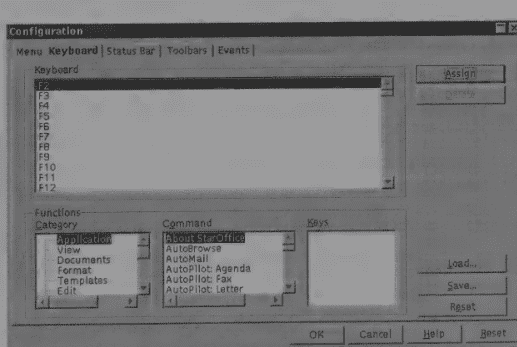 Configuration
Menu Keyboard Status Bar Toolbars Events
Keyboard
F2
F3
F4
F5
F6
F7
F8
F9
F10
F11
F12
Assign
Delete
Functions
Category
Application
View
Documents
Format
Templates
Edit
Command
About StarOffice
AutoBrowse
AutoMail
AutoPilot: Agenda
AutoPilot: Fax
AutoPilot: Letter
Keys
Load...
Save...
Reset
OK Cancel Help Reset